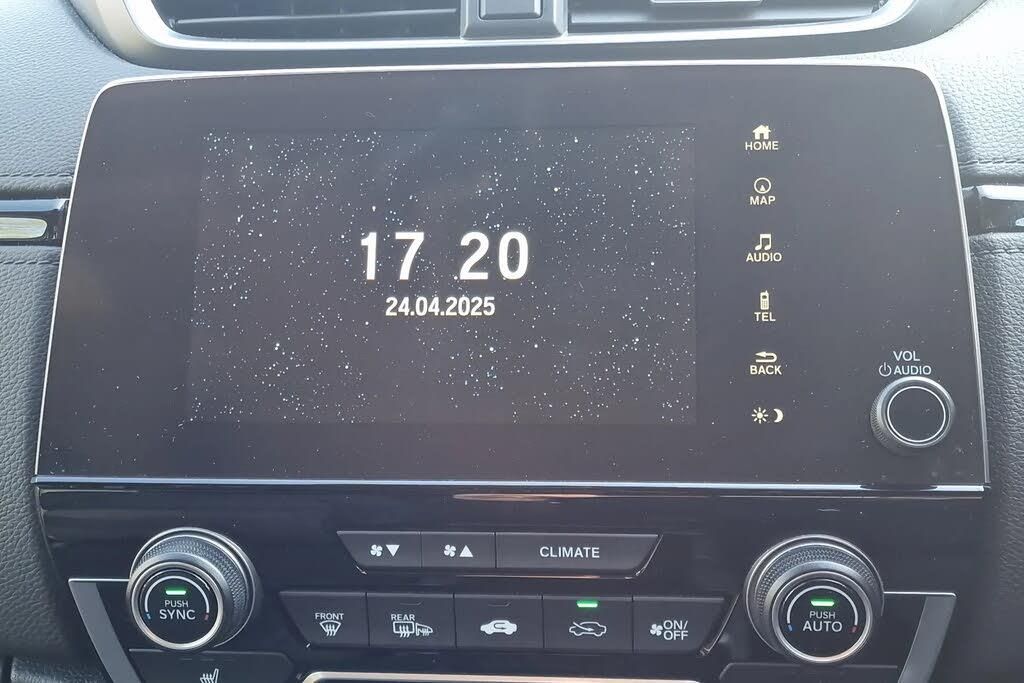 HOME
MAP
17 20
AUDIO
24.04.2025
TEL
BACK
VOL
AUDIO
CLIMATE
PUSH
SYNC
FRONT
REAR
ON/
OFF
PUSH
AUTO